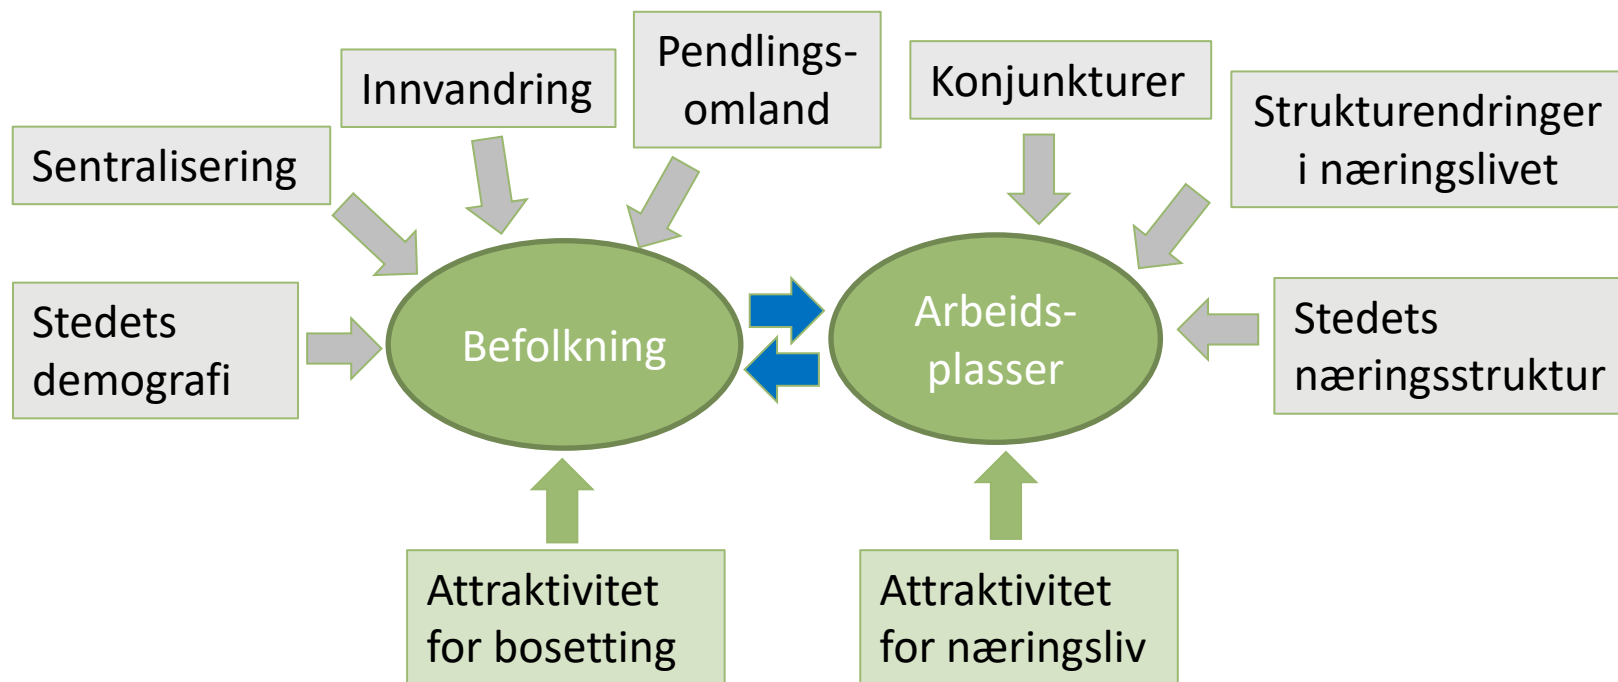 Sentralisering
Innvandring
Pendlings-
omland
Konjunkturer
Strukturendringer
i næringslivet
Stedets
demografi
Befolkning
Arbeids-
plasser
Stedets
næringsstruktur
Attraktivitet
for bosetting
Attraktivitet
for næringsliv